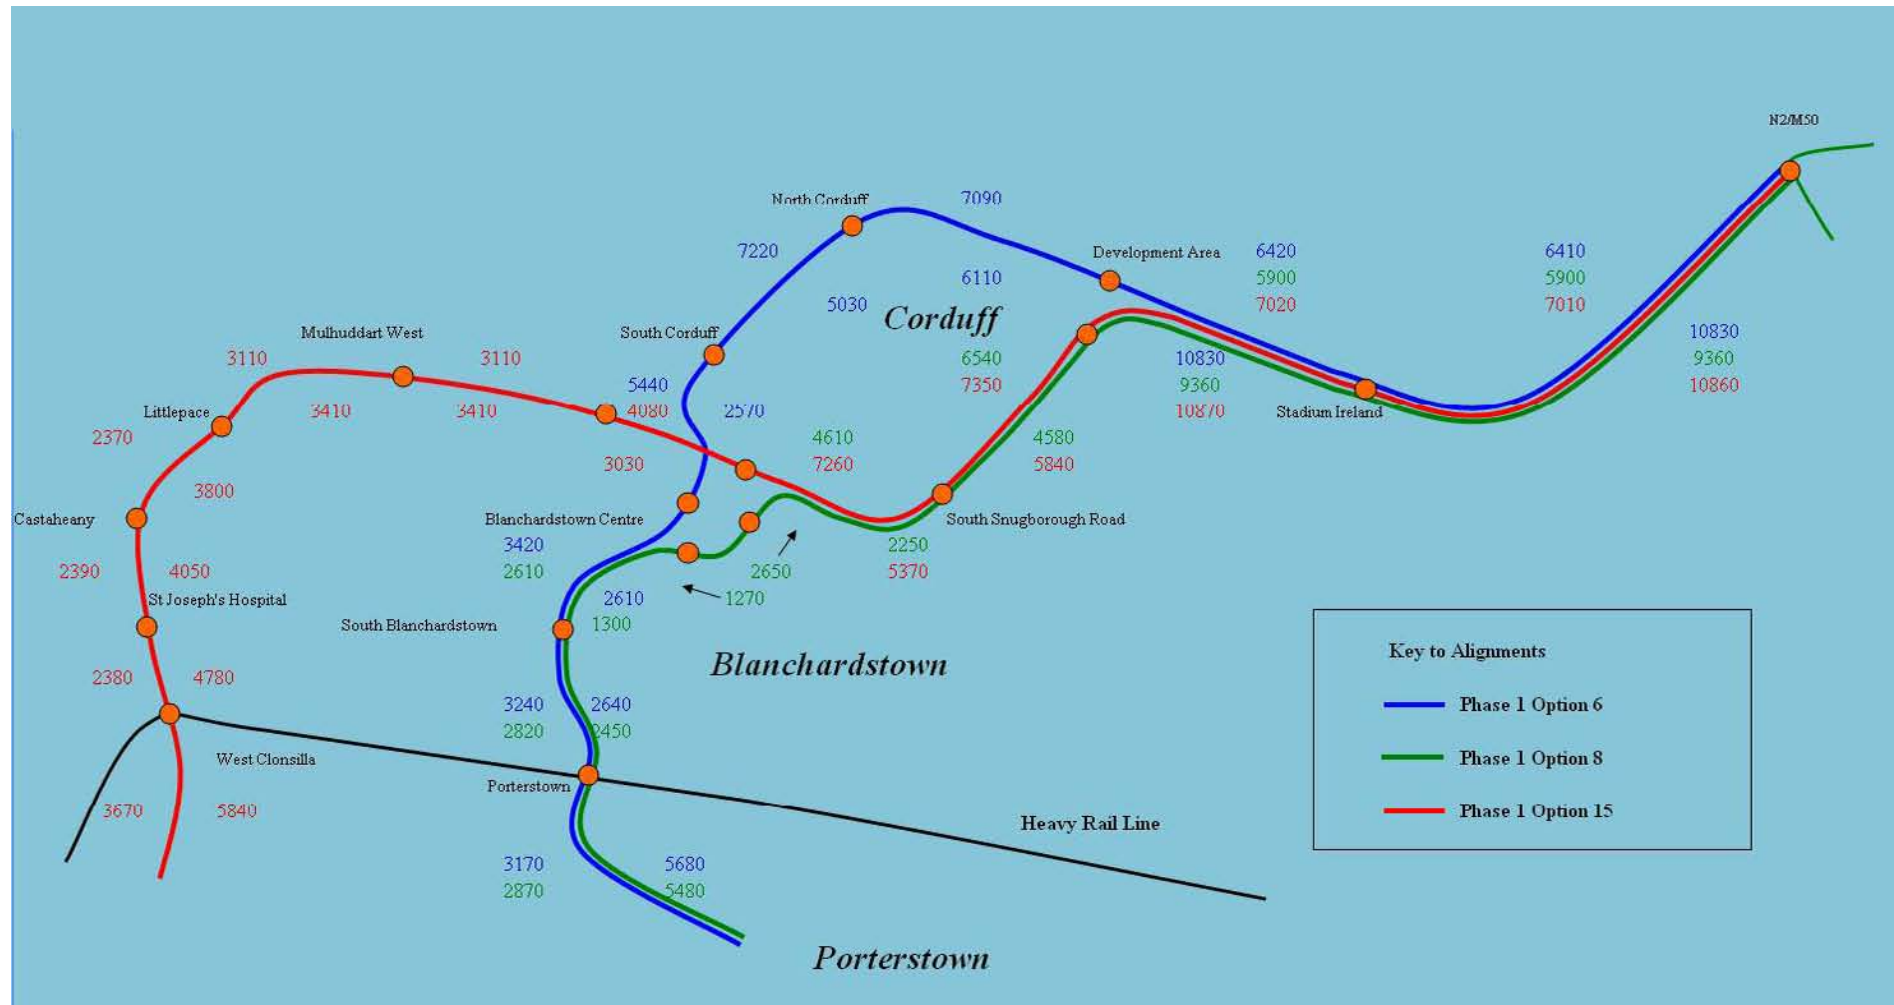 N2/M50
North Corduff
7090
7220
Development Area
6420
6410
5900
5900
6110
7020
7010
5030
Corduff
Mulhuddart West
South Corduff
10830
3110
3110
6540
10830
9360
5440
7350
9360
10860
Littlepace
3410
3410
4080
2570
10870
Stadium Ireland
2370
4610
4580
3030
7260
5840
3800
Castaheany
Blanchardstown Centre
South Snugborough Road
3420
2250
2390
4050
2610
2650
5370
St Joseph's Hospital
2610
1270
South Blanchardstown
1300
Key to Alignments
Blanchardstown
2380
4780
3240
2640
Phase 1 Option 6
2820
2450
West Clonsilla
Phase 1 Option 8
Porterstown
3670
5840
Phase 1 Option 15
Heavy Rail Line
3170
5680
2870
5480
Porterstown